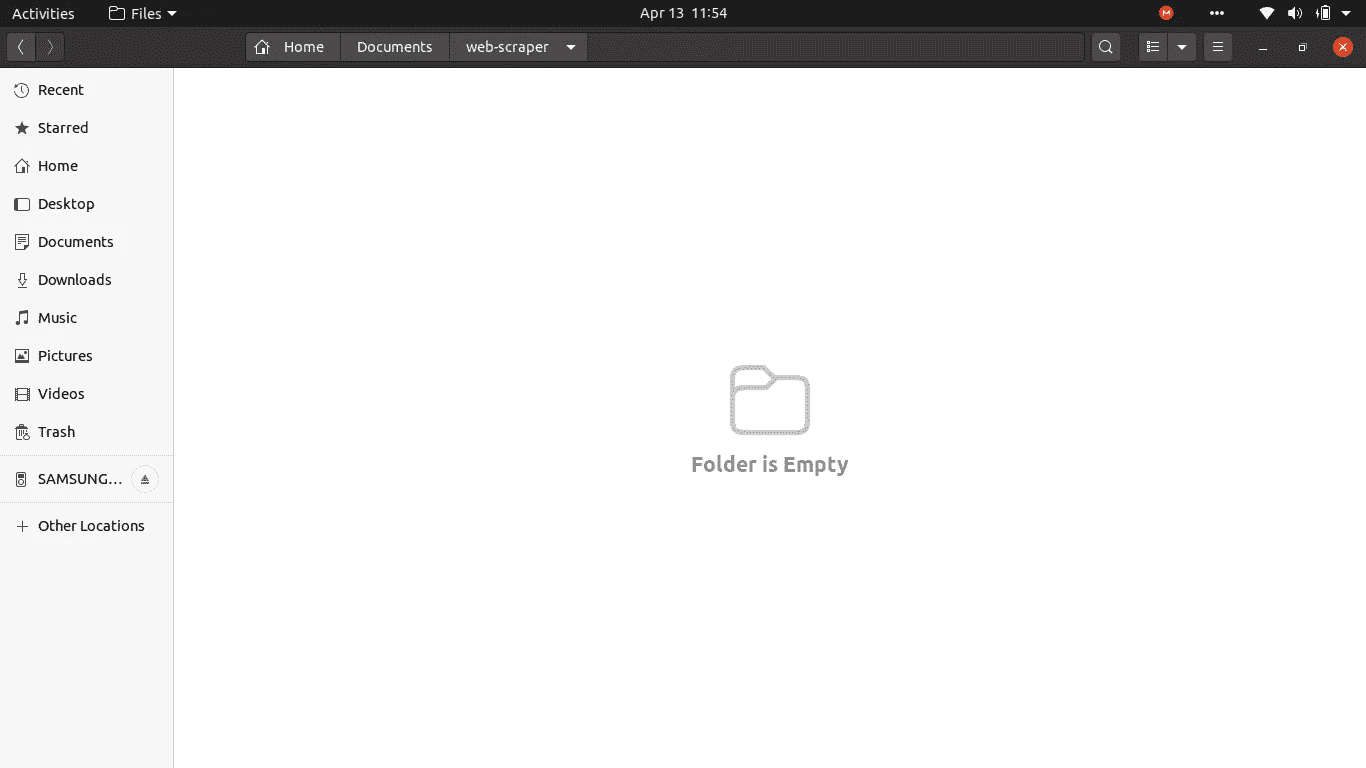 Activities Files Apr 13 11:54
Home Documents web-scraper
Recent
Starred
Home
Desktop
Documents
Downloads
Music
Pictures
Videos
Trash
SAMSUNG...
Other Locations
Folder is Empty